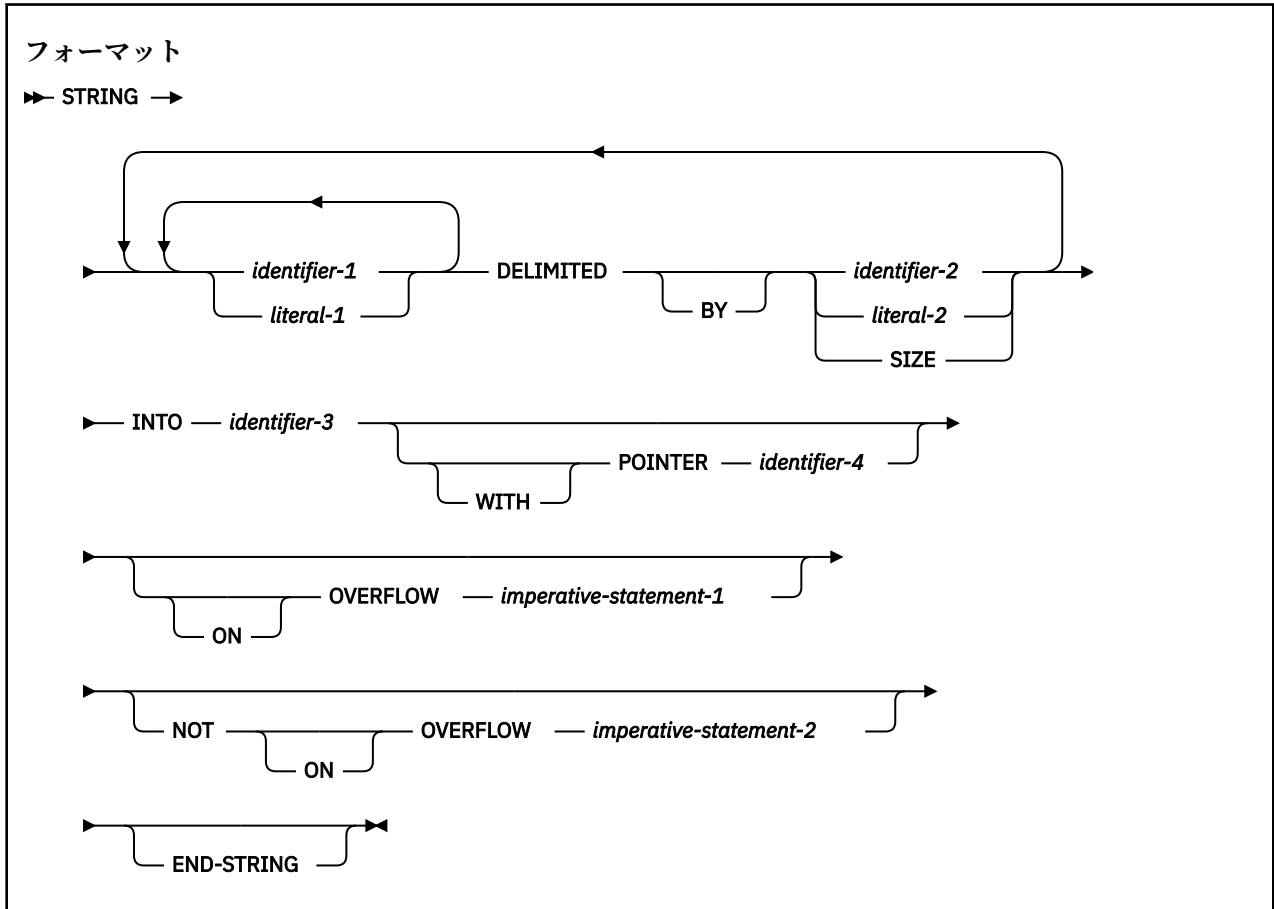 フォーマット
STRING
identifier-1 DELIMITED identifier-2
literal-1 BY literal-2
SIZE
INTO identifier-3
POINTER identifier-4
WITH
OVERFLOW imperative-statement-1
ON
NOT OVERFLOW imperative-statement-2
ON
END-STRING